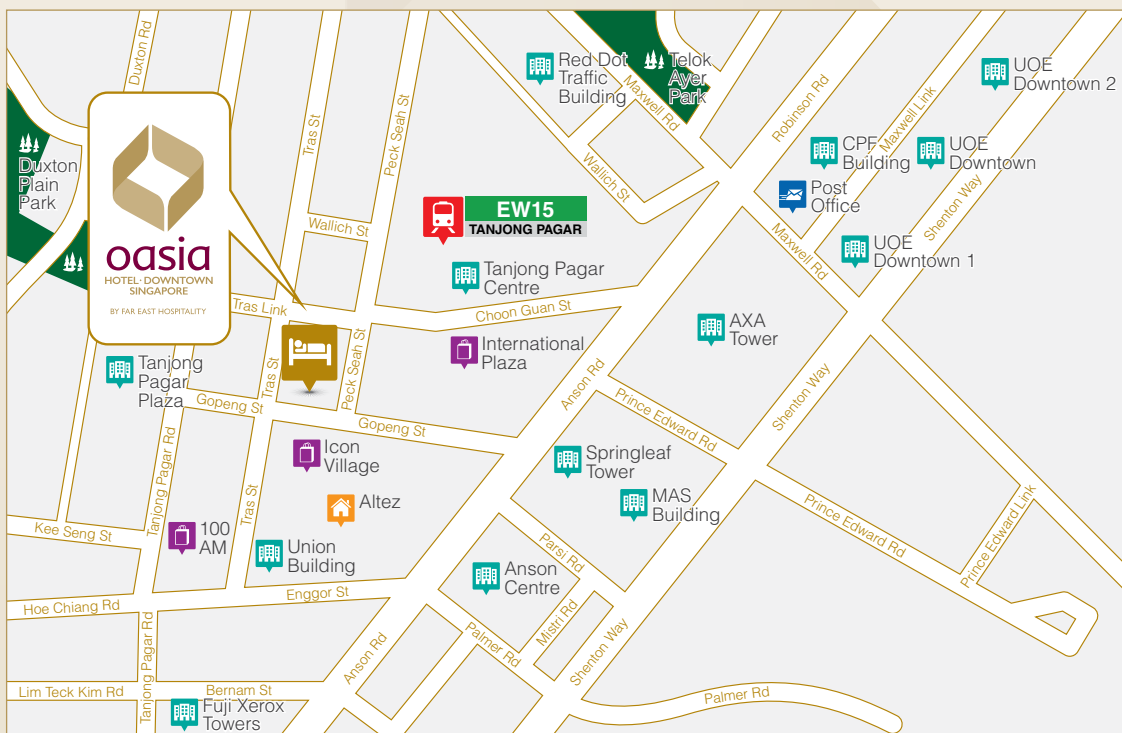 Duxton Rd
Tras St
Peck Seah St
Red Dot
Traffic
Building
Telok
Ayer
Park
Maxwell Rd
Robinson Rd
UOE
Downtown 2
Maxwell Link
CPF
Building
UOE
Downtown
Post
Office
Shenton Way
Duxton
Plain
Park
oasia
HOTEL·DOWNTOWN
SINGAPORE
BY FAR EAST HOSPITALITY
Wallich St
Wallich St
EW15
TANJONG PAGAR
Maxwell Rd
UOE
Downtown 1
Tanjong Pagar
Centre
Tras Link
Choon Guan St
AXA
Tower
International
Plaza
Tanjong
Pagar
Plaza
Tras St
Peck Seah St
Anson Rd
Shenton Way
Gopeng St
Gopeng St
Prince Edward Rd
Icon
Village
Springleaf
Tower
Tanjong Pagar Rd
Tras St
Altez
MAS
Building
Prince Edward Rd
Prince Edward Link
Kee Seng St
100
AM
Union
Building
Parsi Rd
Anson
Centre
Enggor St
Hoe Chiang Rd
Mistri Rd
Tanjong Pagar Rd
Anson Rd
Palmer Rd
Shenton Way
Lim Teck Kim Rd
Bernam St
Palmer Rd
Fuji Xerox
Towers